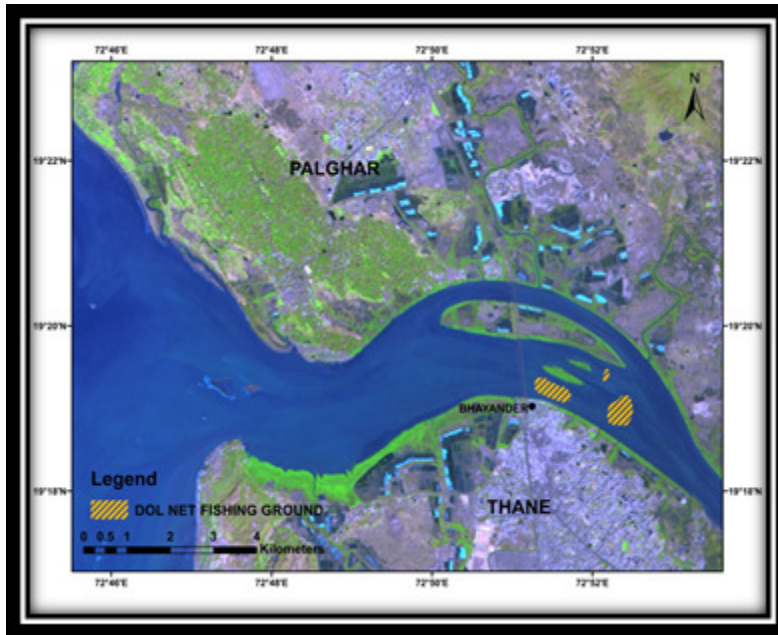 72°46'E 72°48'E 72°50'E 72°52'E
N
19°22'N 19°22'N
PALGHAR
19°20'N 19°20'N
BHAYANDER
Legend
19°18'N 19°18'N
DOL NET FISHING GROUND
THANE
0 0.5 1 2 3 4
Kilometers
72°46'E 72°48'E 72°50'E 72°52'E